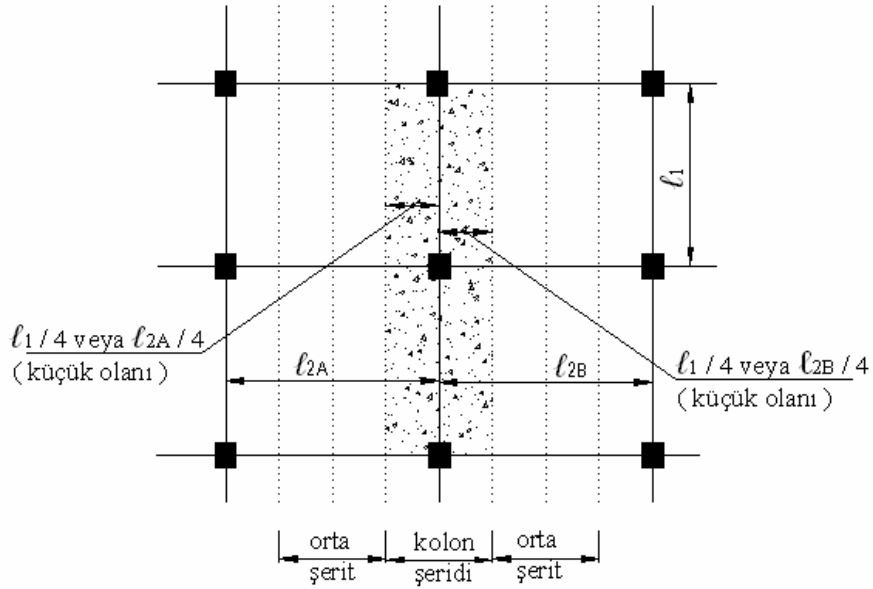 ℓ1
ℓ1 / 4 veya ℓ2A / 4
( küçük olanı )
ℓ2A
ℓ2B
ℓ1 / 4 veya ℓ2B / 4
( küçük olanı )
orta
şerit
kolon
şeridi
orta
şerit